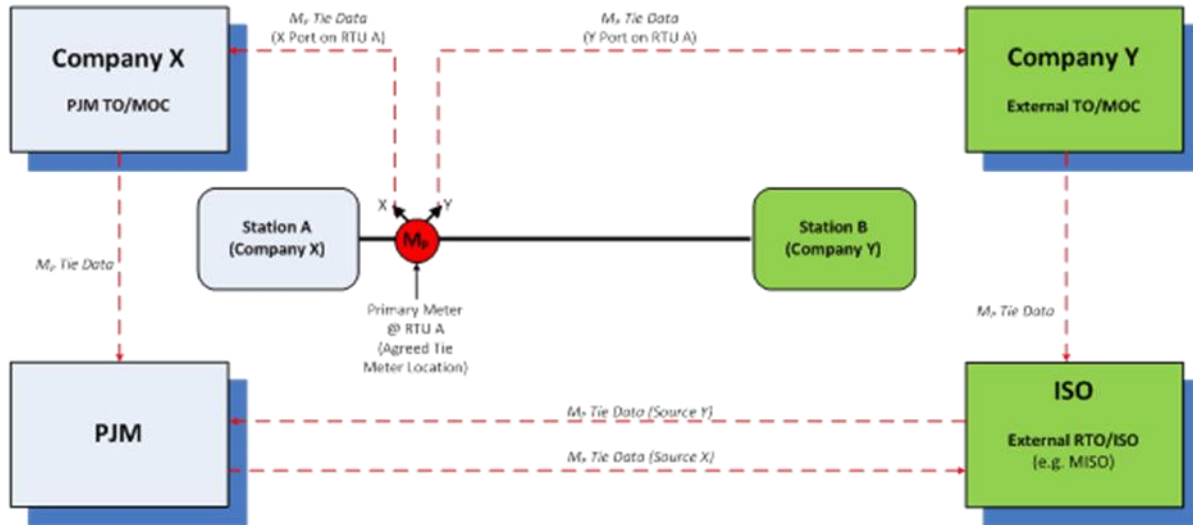 Mₚ Tie Data
(X Port on RTU A)
Mₚ Tie Data
(Y Port on RTU A)
Company X
PJM TO/MOC
Company Y
External TO/MOC
X
Y
Station A
(Company X)
Mₚ
Station B
(Company Y)
Mₚ Tie Data
Primary Meter
@ RTU A
(Agreed Tie
Meter Location)
Mₚ Tie Data
PJM
Mₚ Tie Data (Source Y)
Mₚ Tie Data (Source X)
ISO
External RTO/ISO
(e.g. MISO)